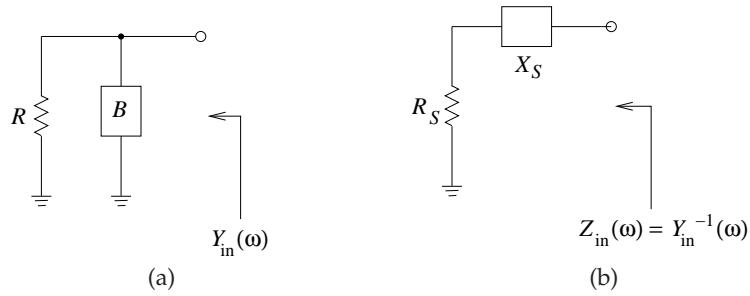 R
B
Y_in(ω)
(a)
X_S
R_S
Z_in(ω) = Y_in^−1(ω)
(b)